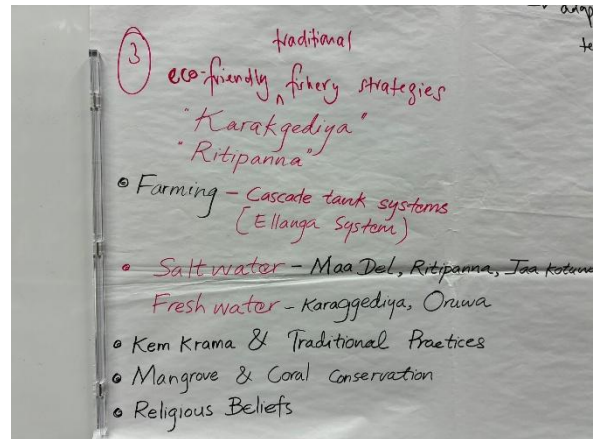 3
traditional
eco-friendly ^ fishery strategies
"Karakgediya"
"Ritipanna"
• Farming – Cascade tank systems
(Ellanga System)
• Salt water – Maa Del, Ritipanna, Jaa kotuwa
Fresh water – Karaggediya, Oruwa
• Kem Krama & Traditional Practices
• Mangrove & Coral Conservation
• Religious Beliefs